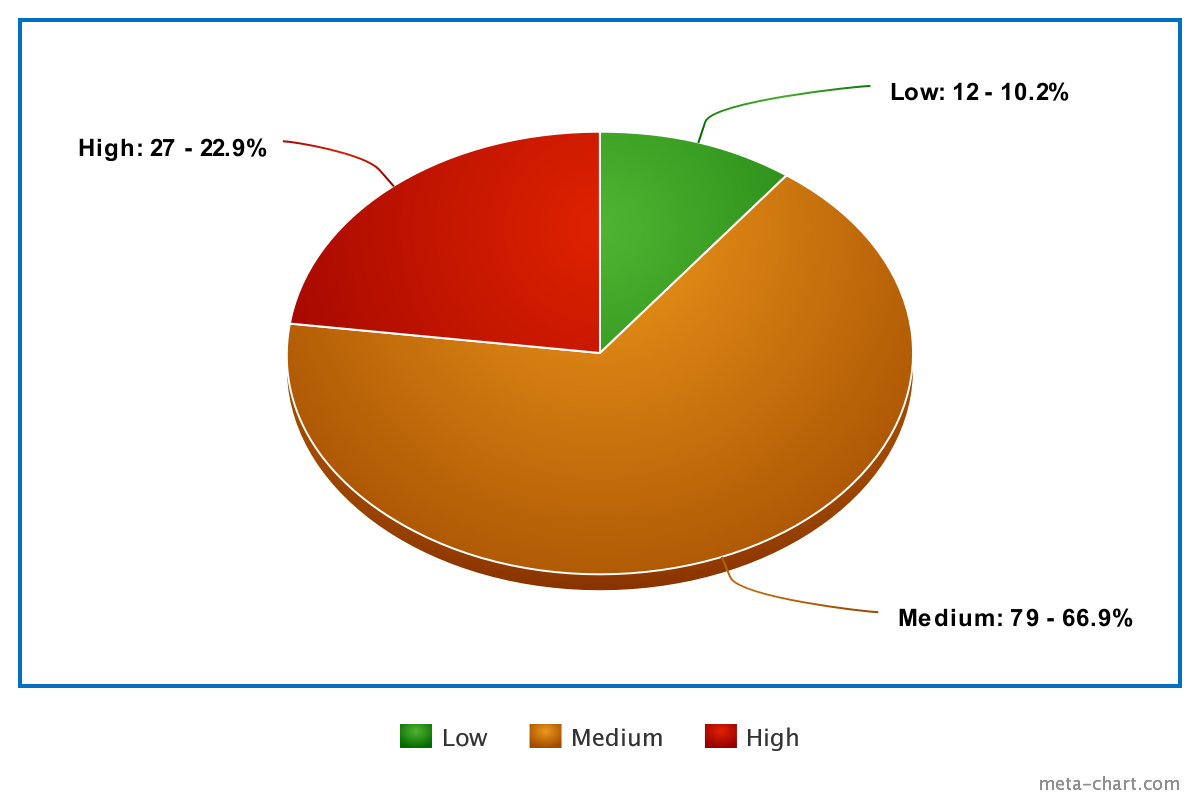 Low: 12 - 10.2%
High: 27 - 22.9%
Medium: 79 - 66.9%
Low
Medium
High
meta-chart.com